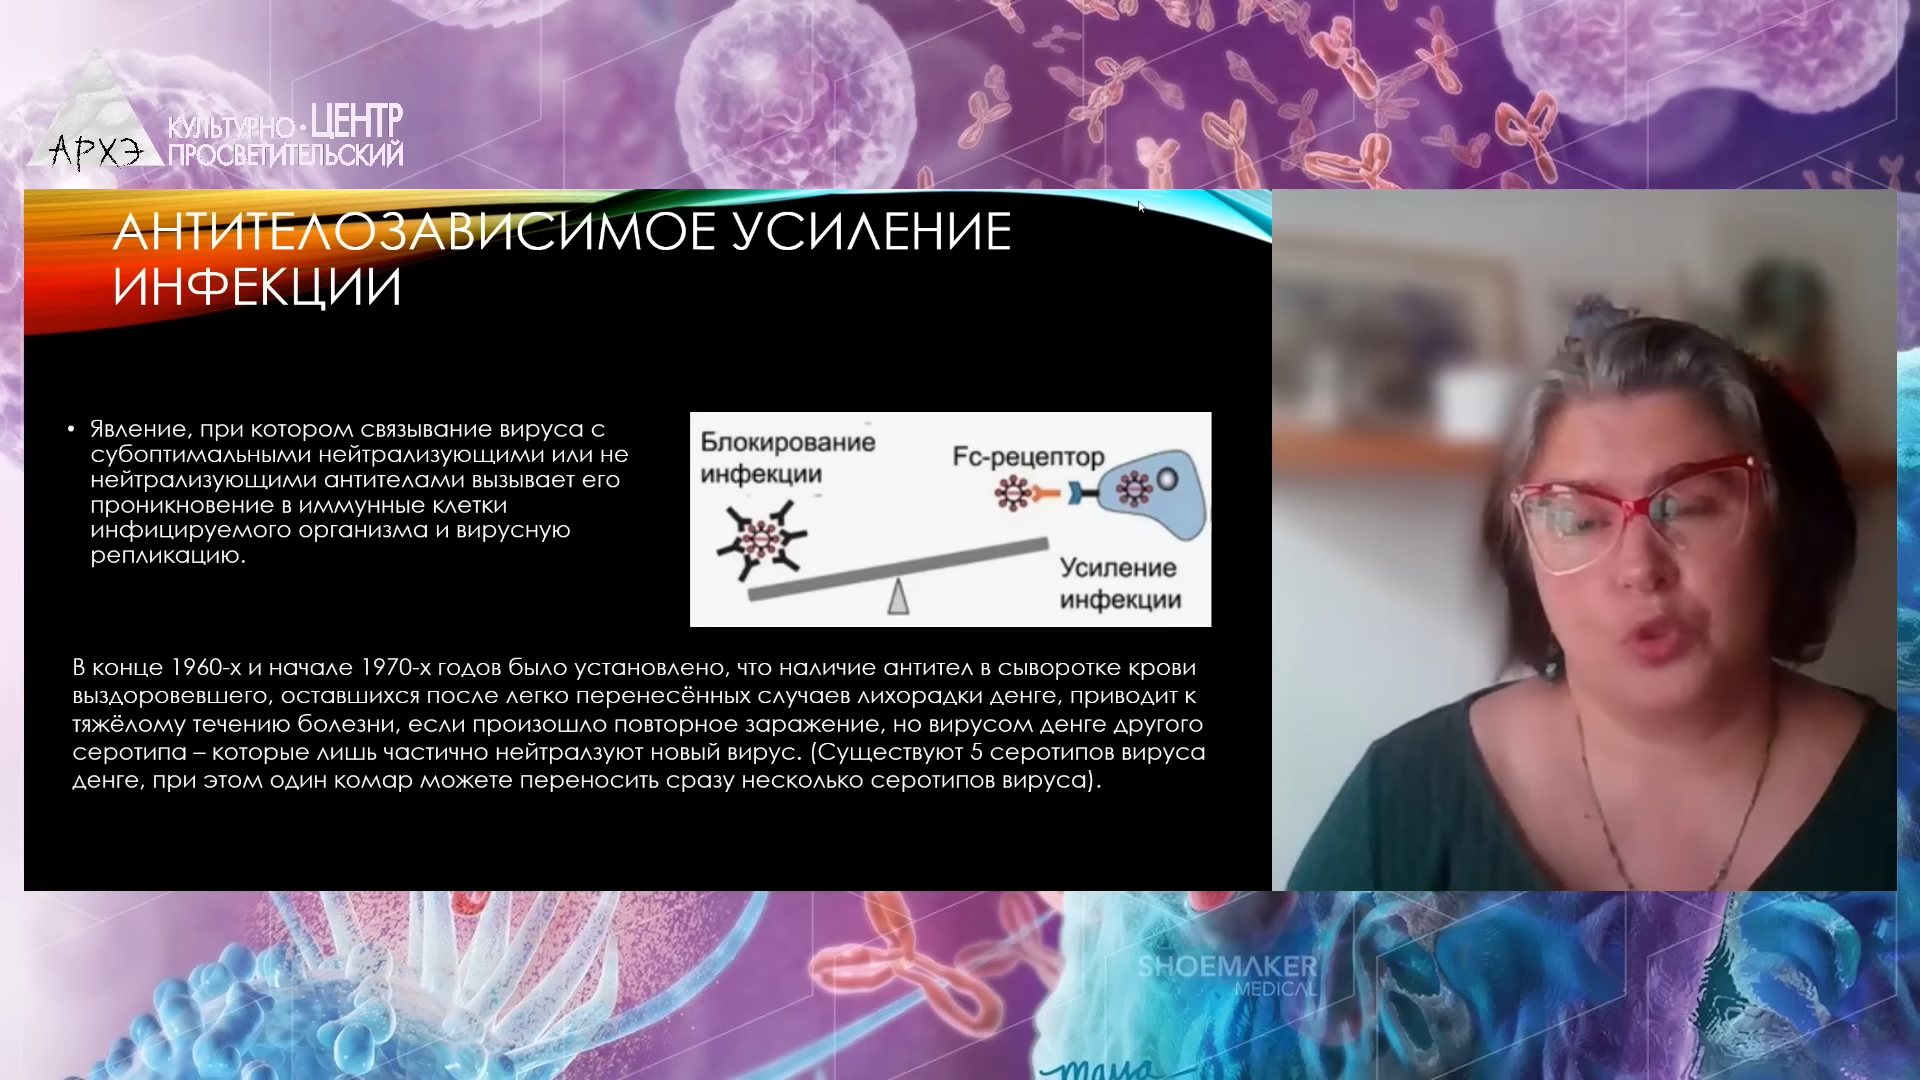 АРХЭ
КУЛЬТУРНО·ЦЕНТР
ПРОСВЕТИТЕЛЬСКИЙ
АНТИТЕЛОЗАВИСИМОЕ УСИЛЕНИЕ
ИНФЕКЦИИ
• Явление, при котором связывание вируса с
субоптимальными нейтрализующими или не
нейтрализующими антителами вызывает его
проникновение в иммунные клетки
инфицируемого организма и вирусную
репликацию.
Блокирование
инфекции
Fc-рецептор
Усиление
инфекции
В конце 1960-х и начале 1970-х годов было установлено, что наличие антител в сыворотке крови
выздоровевшего, оставшихся после легко перенесённых случаев лихорадки денге, приводит к
тяжёлому течению болезни, если произошло повторное заражение, но вирусом денге другого
серотипа – которые лишь частично нейтралзуют новый вирус. (Существуют 5 серотипов вируса
денге, при этом один комар можете переносить сразу несколько серотипов вируса).
SHOEMAKER
MEDICAL